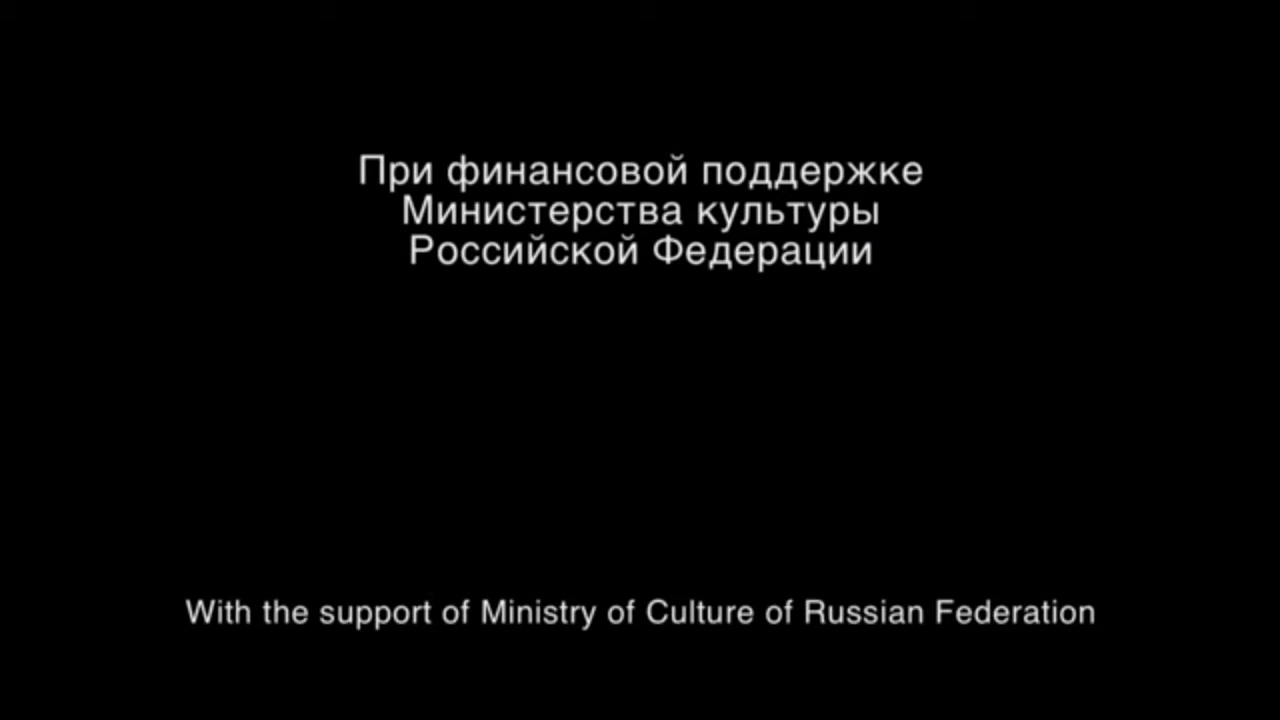 При финансовой поддержке
Министерства культуры
Российской Федерации
With the support of Ministry of Culture of Russian Federation